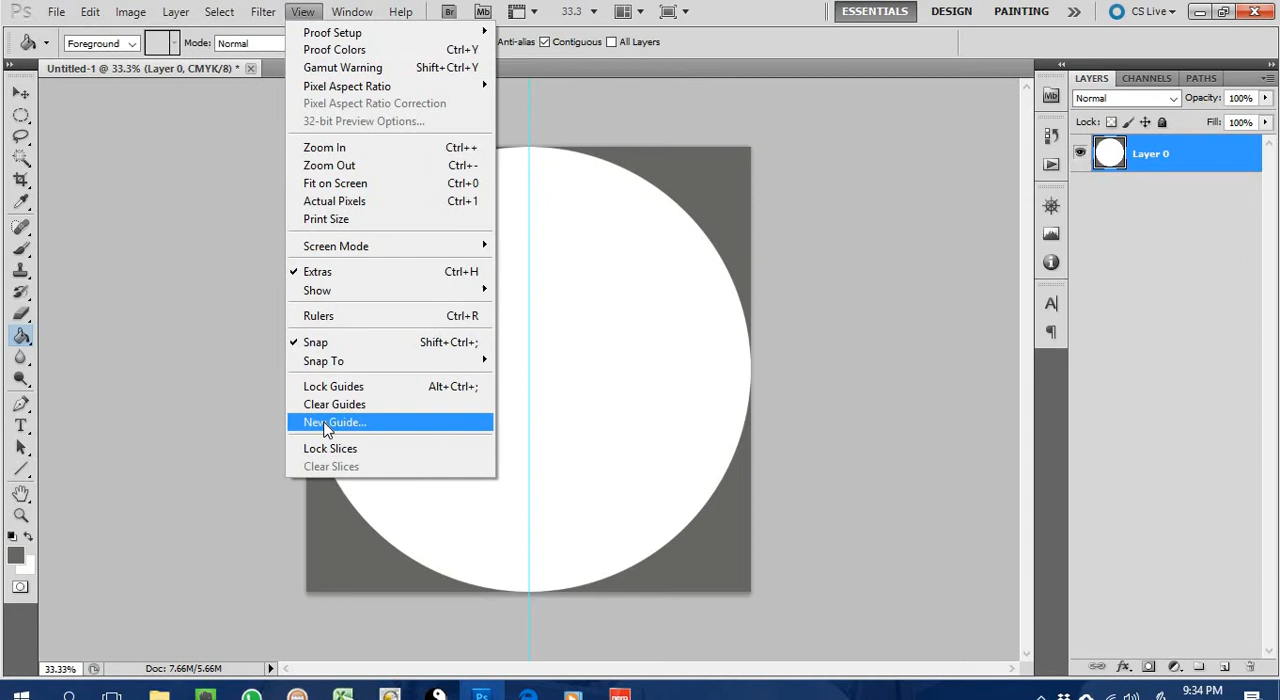 Ps File Edit Image Layer Select Filter View Window Help Br Mb 33.3 ESSENTIALS DESIGN PAINTING CS Live
Foreground Mode: Normal Anti-alias Contiguous All Layers
Untitled-1 @ 33.3% (Layer 0, CMYK/8) *
Proof Setup
Proof Colors Ctrl+Y
Gamut Warning Shift+Ctrl+Y
Pixel Aspect Ratio
Pixel Aspect Ratio Correction
32-bit Preview Options...
Zoom In Ctrl++
Zoom Out Ctrl+-
Fit on Screen Ctrl+0
Actual Pixels Ctrl+1
Print Size
Screen Mode
Extras Ctrl+H
Show
Rulers Ctrl+R
Snap Shift+Ctrl+;
Snap To
Lock Guides Alt+Ctrl+;
Clear Guides
New Guide...
Lock Slices
Clear Slices
Mb
LAYERS CHANNELS PATHS
Normal Opacity: 100%
Lock: Fill: 100%
Layer 0
33.33% Doc: 7.66M/5.66M
Ps nero 9:34 PM